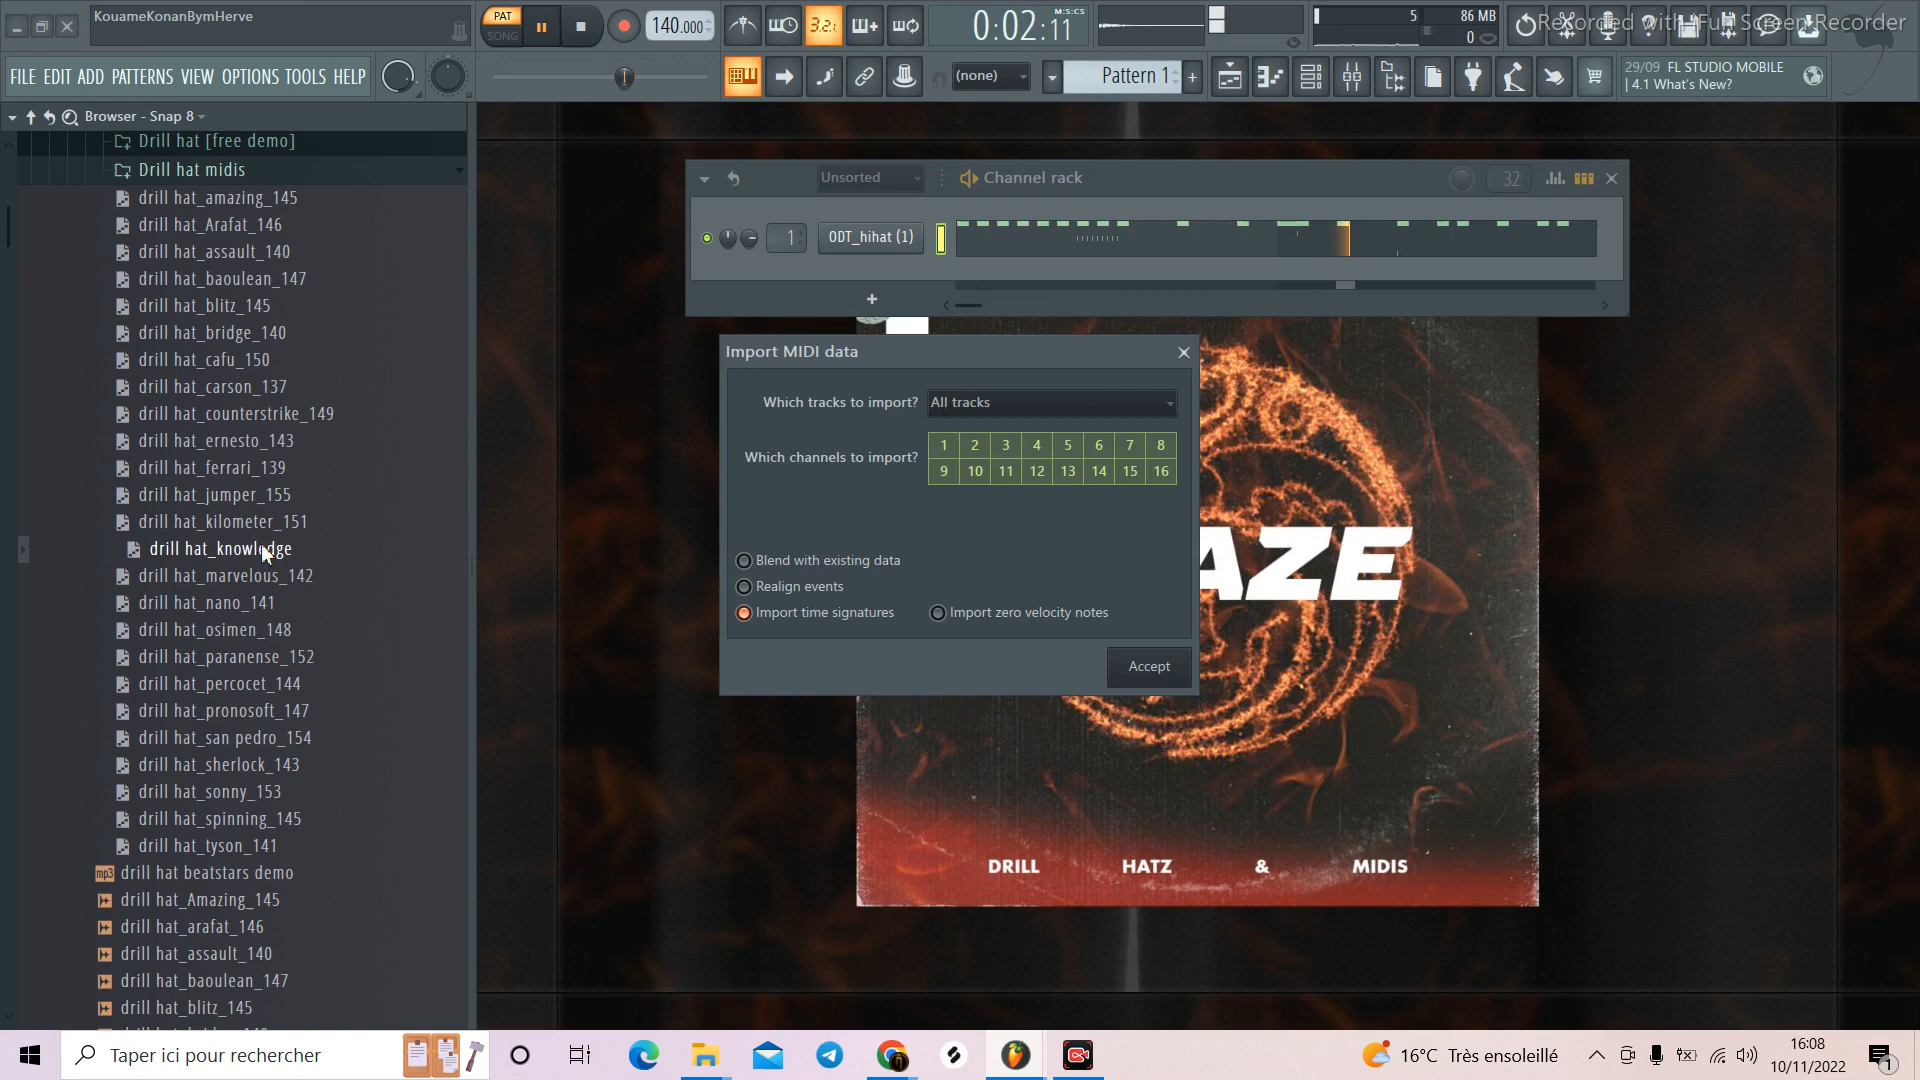 KouameKonanBymHerve
PAT
SONG
140.000
3.2.
0:02:11
M:S:CS
5
86 MB
0
Recorded with iFun Screen Recorder
FILE EDIT ADD PATTERNS VIEW OPTIONS TOOLS HELP
(none)
Pattern 1
29/09 FL STUDIO MOBILE
| 4.1 What's New?
Browser - Snap 8
Drill hat [free demo]
Drill hat midis
drill hat_amazing_145
drill hat_Arafat_146
drill hat_assault_140
drill hat_baoulean_147
drill hat_blitz_145
drill hat_bridge_140
drill hat_cafu_150
drill hat_carson_137
drill hat_counterstrike_149
drill hat_ernesto_143
drill hat_ferrari_139
drill hat_jumper_155
drill hat_kilometer_151
drill hat_knowledge
drill hat_marvelous_142
drill hat_nano_141
drill hat_osimen_148
drill hat_paranense_152
drill hat_percocet_144
drill hat_pronosoft_147
drill hat_san pedro_154
drill hat_sherlock_143
drill hat_sonny_153
drill hat_spinning_145
drill hat_tyson_141
mp3 drill hat beatstars demo
drill hat_Amazing_145
drill hat_arafat_146
drill hat_assault_140
drill hat_baoulean_147
drill hat_blitz_145
Unsorted
Channel rack
32
1
ODT_hihat (1)
Import MIDI data
Which tracks to import? All tracks
Which channels to import?
1 2 3 4 5 6 7 8
9 10 11 12 13 14 15 16
Blend with existing data
Realign events
Import time signatures
Import zero velocity notes
Accept
AZE
DRILL HATZ & MIDIS
Taper ici pour rechercher
16°C Très ensoleillé
16:08
10/11/2022
1